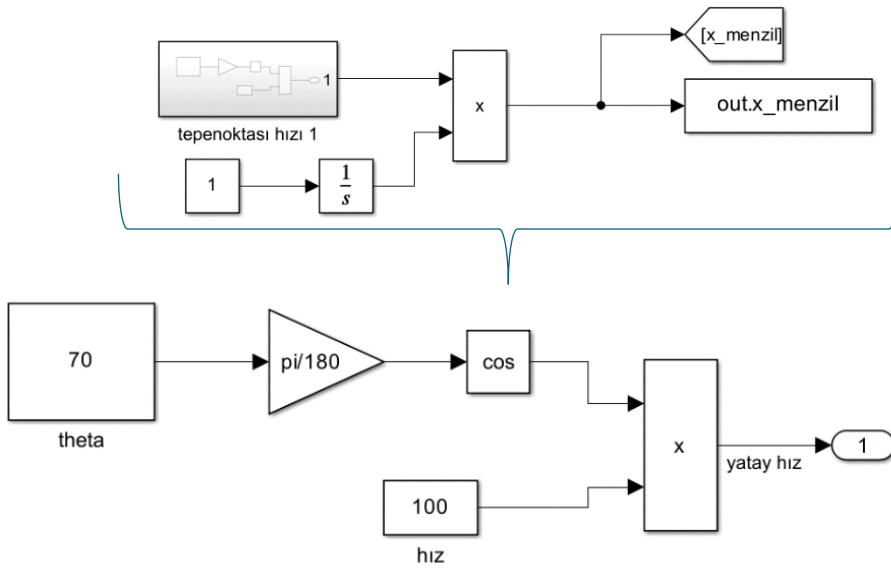 [x_menzil]
1
x
out.x_menzil
tepenoktası hızı 1
1
1
s
70
pi/180
cos
theta
x
yatay hız
1
100
hız